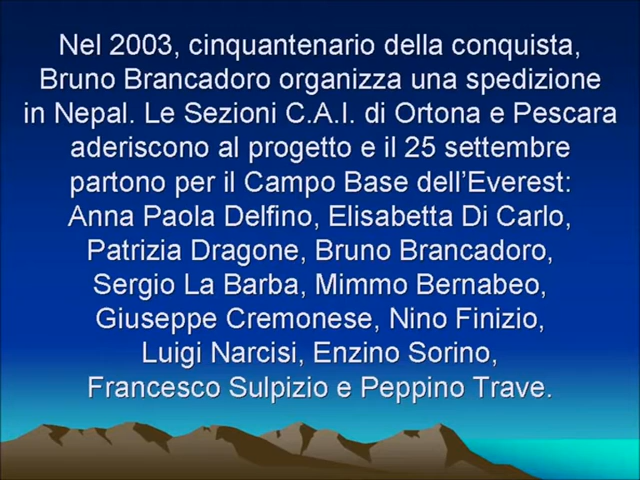 Nel 2003, cinquantenario della conquista,
Bruno Brancadoro organizza una spedizione
in Nepal. Le Sezioni C.A.I. di Ortona e Pescara
aderiscono al progetto e il 25 settembre
partono per il Campo Base dell’Everest:
Anna Paola Delfino, Elisabetta Di Carlo,
Patrizia Dragone, Bruno Brancadoro,
Sergio La Barba, Mimmo Bernabeo,
Giuseppe Cremonese, Nino Finizio,
Luigi Narcisi, Enzino Sorino,
Francesco Sulpizio e Peppino Trave.